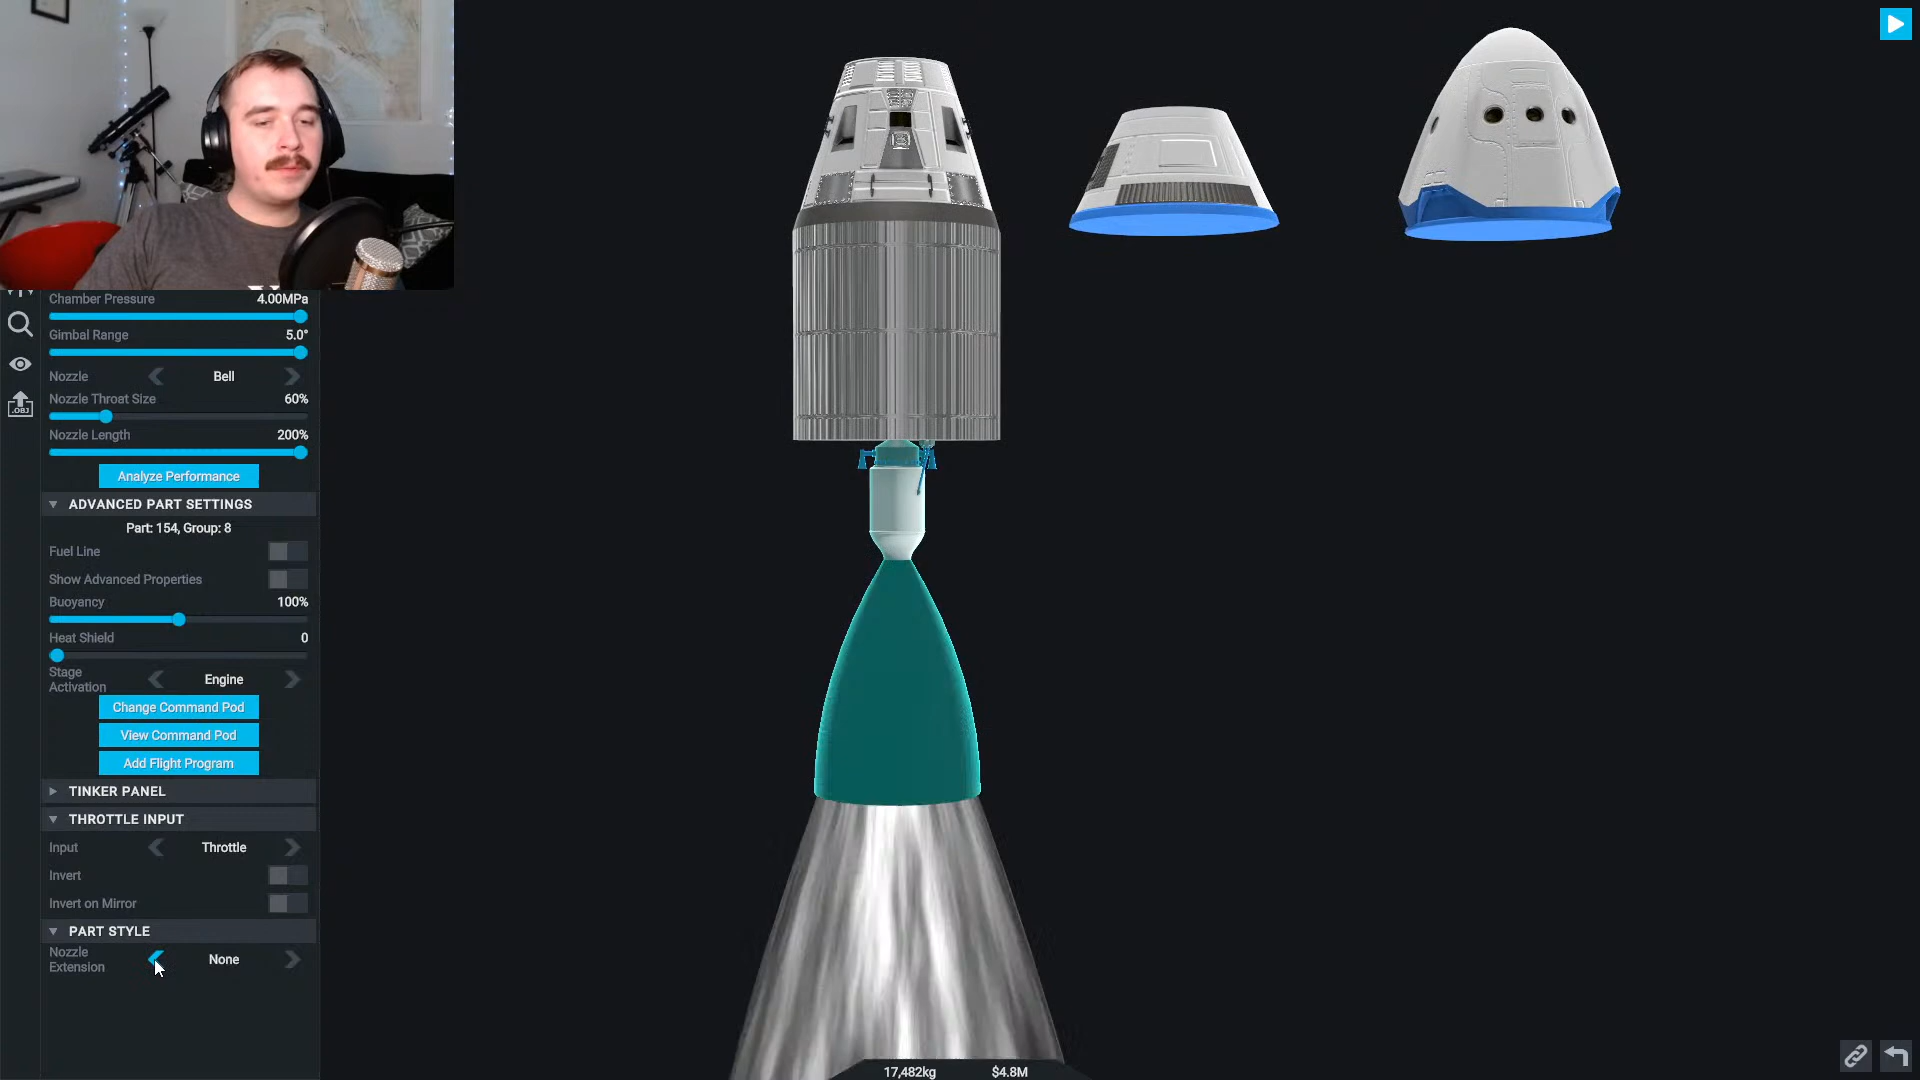 Chamber Pressure 4.00MPa
Gimbal Range 5.0°
Nozzle Bell
Nozzle Throat Size 60%
Nozzle Length 200%
Analyze Performance
ADVANCED PART SETTINGS
Part: 154, Group: 8
Fuel Line
Show Advanced Properties
Buoyancy 100%
Heat Shield 0
Stage
Activation Engine
Change Command Pod
View Command Pod
Add Flight Program
TINKER PANEL
THROTTLE INPUT
Input Throttle
Invert
Invert on Mirror
PART STYLE
Nozzle
Extension None
.OBJ
17,482kg $4.8M